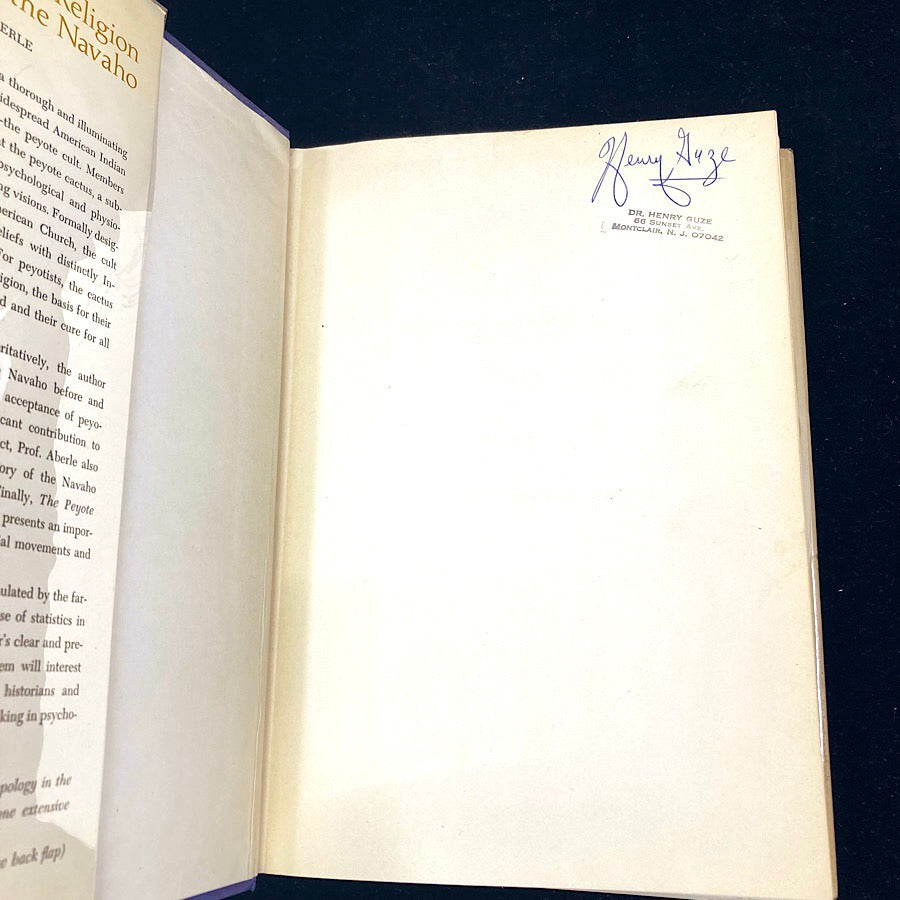 Religion
the Navaho
ERLE
a thorough and illuminating
idespread American Indian
—the peyote cult. Members
t the peyote cactus, a sub-
psychological and physio-
ng visions. Formally desig-
erican Church, the cult
eliefs with distinctly In-
For peyotists, the cactus
igion, the basis for their
d and their cure for all
ritatively, the author
Navaho before and
acceptance of peyo-
cant contribution to
ct, Prof. Aberle also
ory of the Navaho
inally, The Peyote
presents an impor-
al movements and
ulated by the far-
se of statistics in
r's clear and pre-
em will interest
historians and
king in psycho-
pology in the
one extensive
back flap)
Henry Guze
DR. HENRY GUZE
66 SUNSET AVE.
MONTCLAIR, N. J. 07042